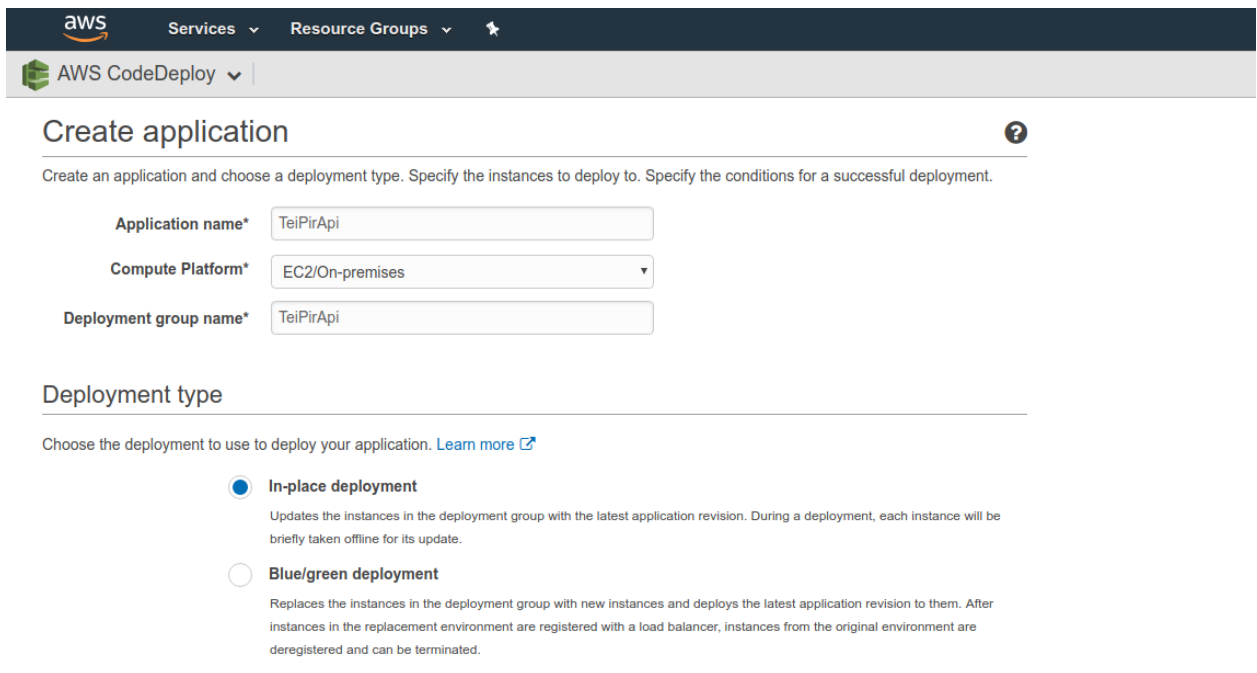 aws Services Resource Groups
AWS CodeDeploy
Create application
Create an application and choose a deployment type. Specify the instances to deploy to. Specify the conditions for a successful deployment.
Application name* TeiPirApi
Compute Platform* EC2/On-premises
Deployment group name* TeiPirApi
Deployment type
Choose the deployment to use to deploy your application. Learn more
In-place deployment
Updates the instances in the deployment group with the latest application revision. During a deployment, each instance will be
briefly taken offline for its update.
Blue/green deployment
Replaces the instances in the deployment group with new instances and deploys the latest application revision to them. After
instances in the replacement environment are registered with a load balancer, instances from the original environment are
deregistered and can be terminated.